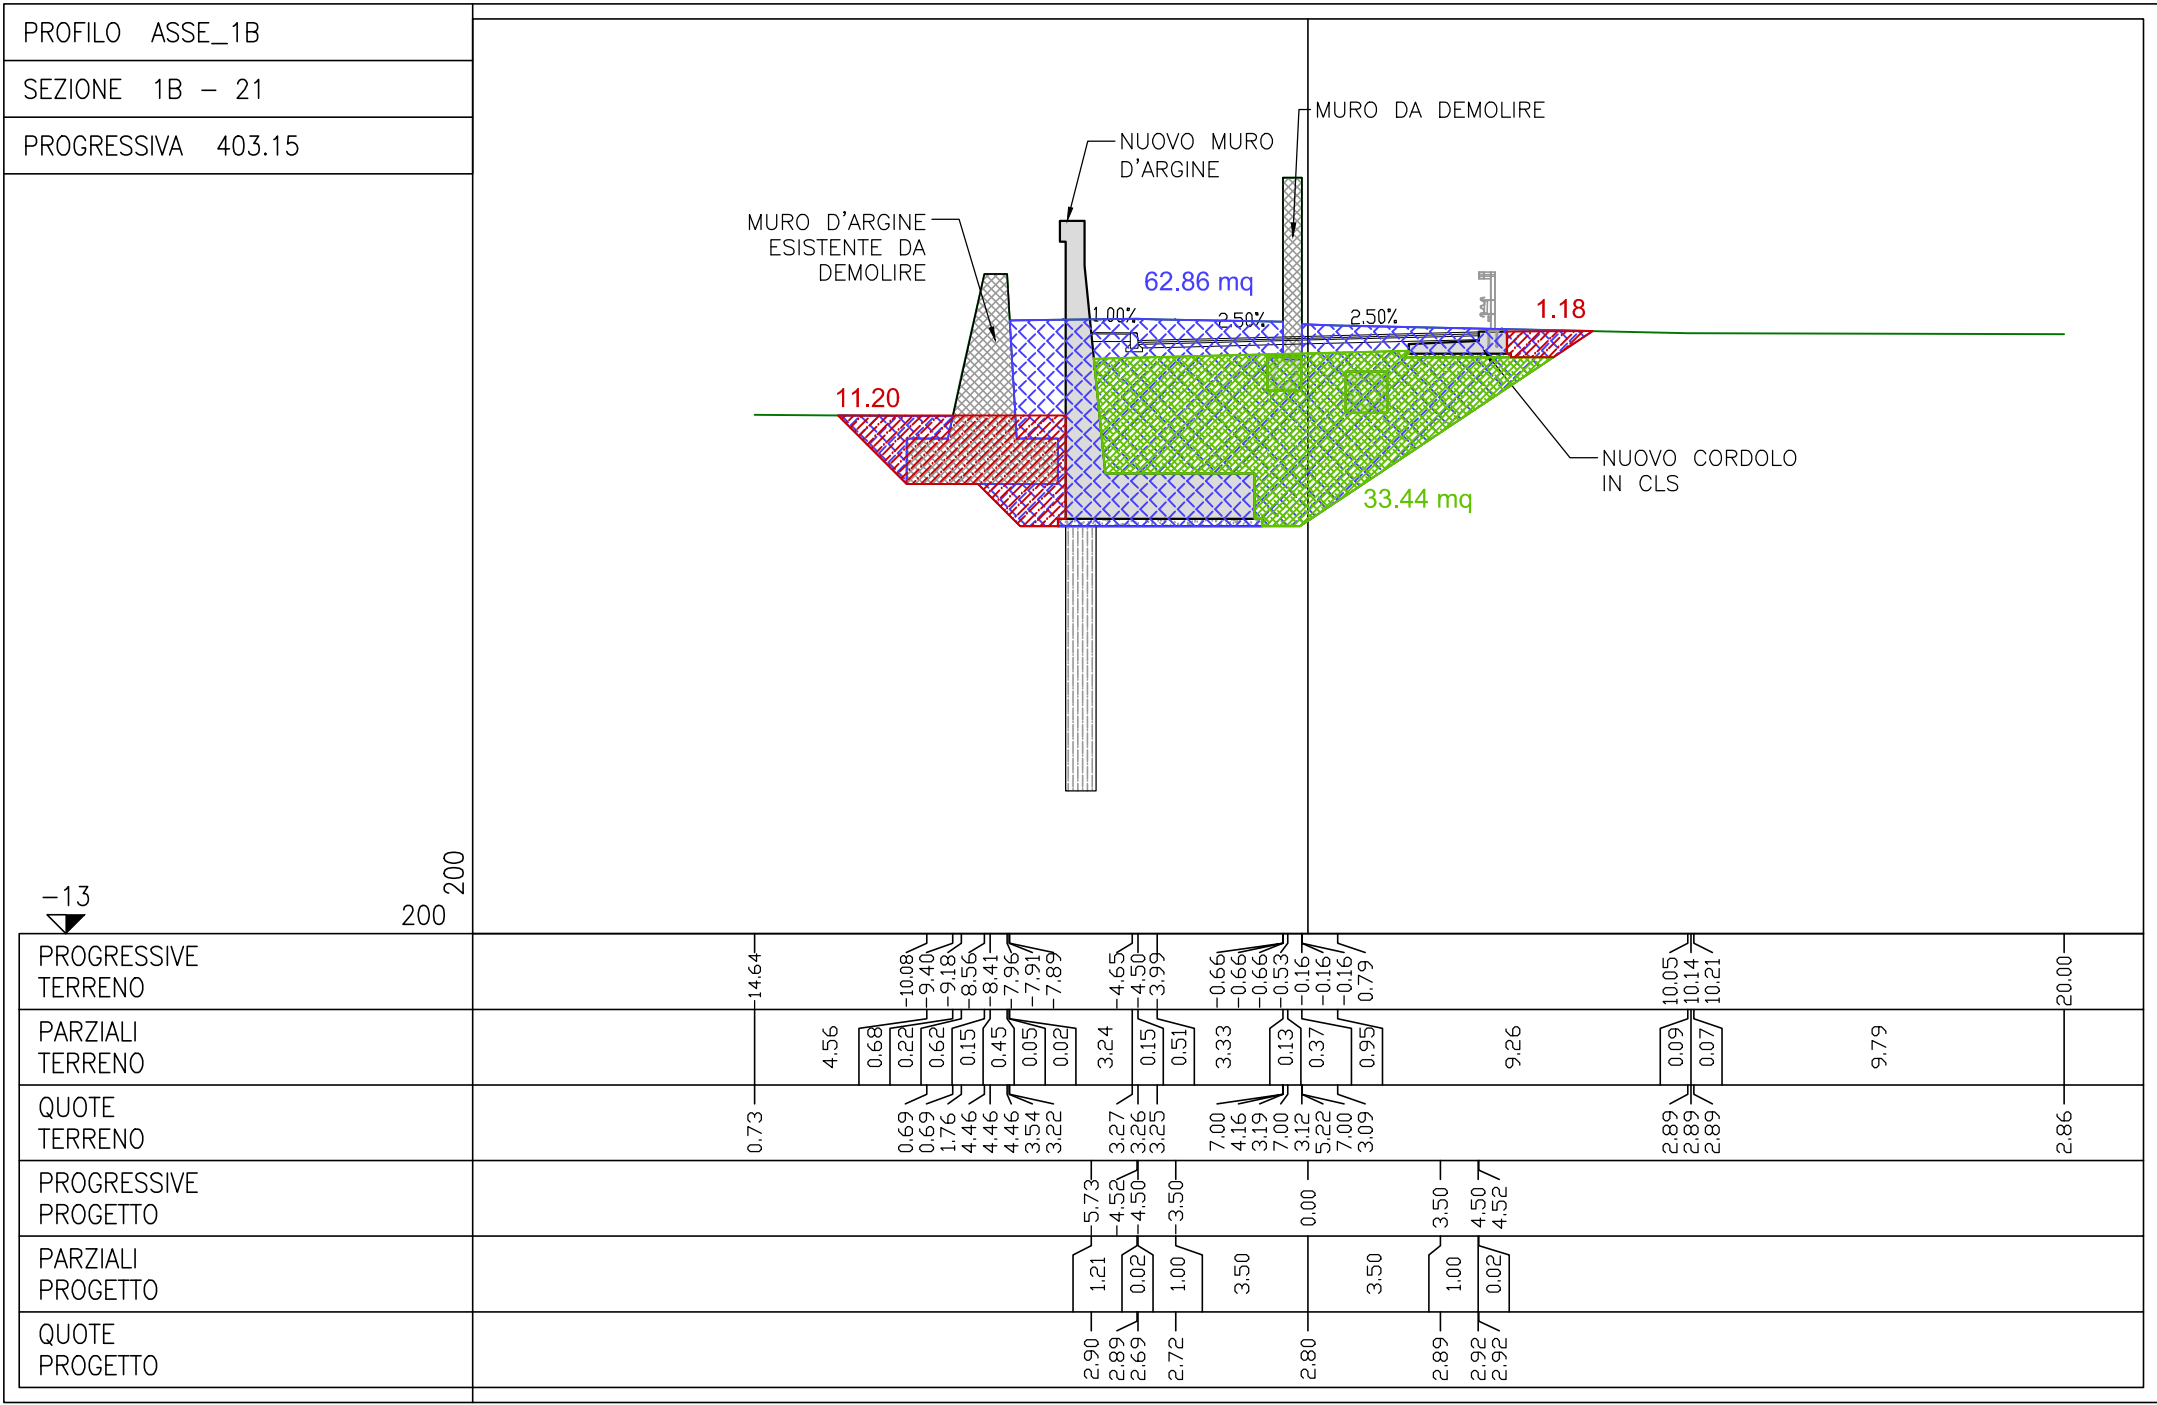 PROFILO ASSE_1B
SEZIONE 1B - 21
PROGRESSIVA 403.15
MURO DA DEMOLIRE
NUOVO MURO
D'ARGINE
MURO D'ARGINE
ESISTENTE DA
DEMOLIRE
62.86 mq
1.00%
2.50%
2.50%
1.18
11.20
33.44 mq
NUOVO CORDOLO
IN CLS
-13
200
200
PROGRESSIVE
TERRENO
-14.64 -10.08 -9.40 -9.18 -8.56 -8.41 -7.96 -7.91 -7.89 -4.65 -4.50 -3.99 -0.66 -0.66 -0.66 -0.53 -0.16 -0.16 -0.16 0.79 10.05 10.14 10.21 20.00
PARZIALI
TERRENO
4.56 0.68 0.22 0.62 0.15 0.45 0.05 0.02 3.24 0.15 0.51 3.33 0.13 0.37 0.95 9.26 0.09 0.07 9.79
QUOTE
TERRENO
0.73 0.69 0.69 1.76 4.46 4.46 4.46 3.54 3.22 3.27 3.26 3.25 7.00 4.16 3.19 7.00 3.12 5.22 7.00 3.09 2.89 2.89 2.89 2.86
PROGRESSIVE
PROGETTO
-5.73 -4.52 -4.50 -3.50 0.00 3.50 4.50 4.52
PARZIALI
PROGETTO
1.21 0.02 1.00 3.50 3.50 1.00 0.02
QUOTE
PROGETTO
2.90 2.89 2.69 2.72 2.80 2.89 2.92 2.92